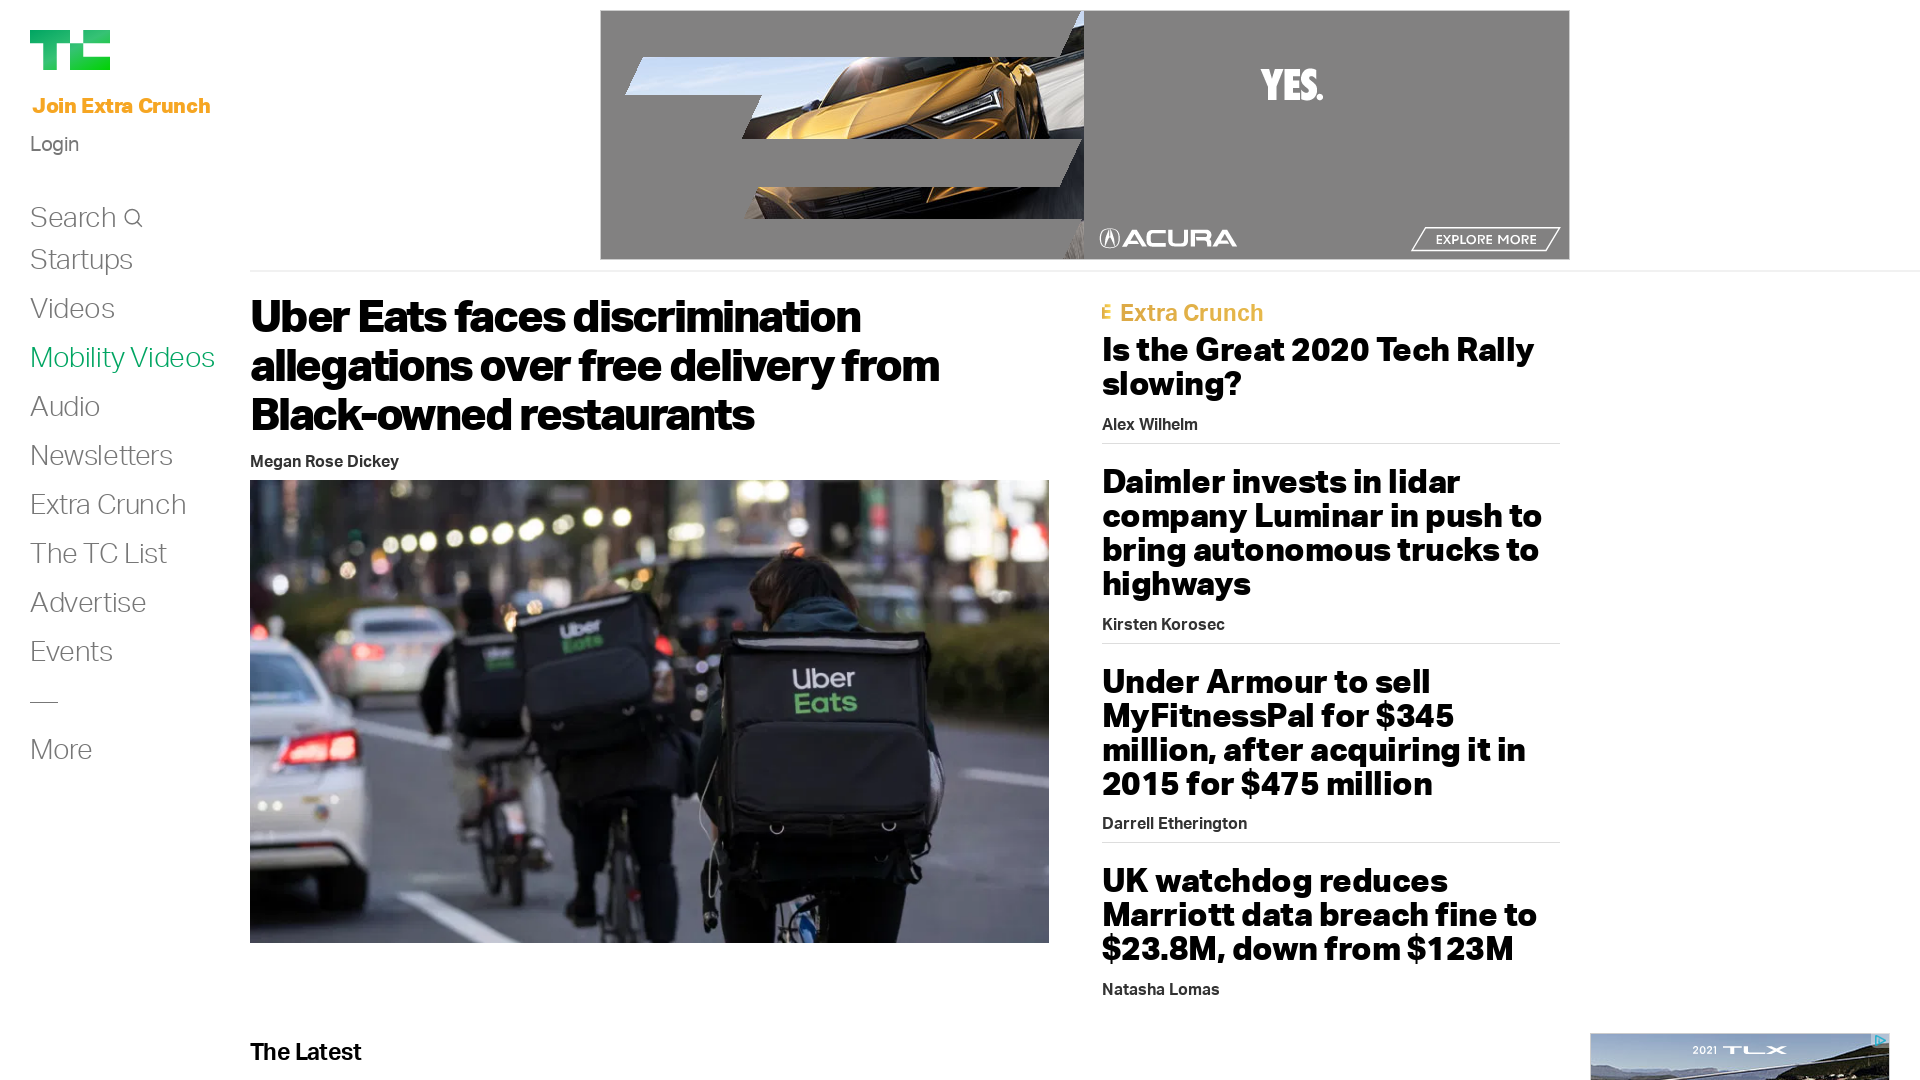 TC
Join Extra Crunch
Login
Search
Startups
Videos
Mobility Videos
Audio
Newsletters
Extra Crunch
The TC List
Advertise
Events
More
YES.
ACURA
EXPLORE MORE
Uber Eats faces discrimination
allegations over free delivery from
Black-owned restaurants
Megan Rose Dickey
Uber
Eats
Uber
Eats
Uber
Eats
Extra Crunch
Is the Great 2020 Tech Rally
slowing?
Alex Wilhelm
Daimler invests in lidar
company Luminar in push to
bring autonomous trucks to
highways
Kirsten Korosec
Under Armour to sell
MyFitnessPal for $345
million, after acquiring it in
2015 for $475 million
Darrell Etherington
UK watchdog reduces
Marriott data breach fine to
$23.8M, down from $123M
Natasha Lomas
The Latest
2021 TLX